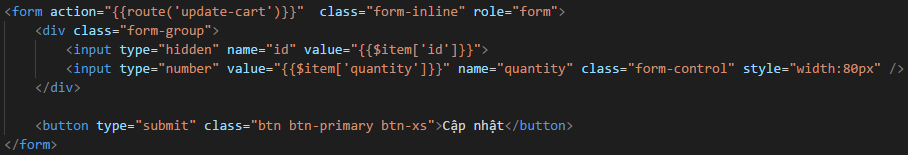 <form action="{{route('update-cart')}}"  class="form-inline" role="form">
    <div class="form-group">
        <input type="hidden" name="id" value="{{$item['id']}}">
        <input type="number" value="{{$item['quantity']}}" name="quantity" class="form-control" style="width:80px" />
    </div>

    <button type="submit" class="btn btn-primary btn-xs">Cập nhật</button>
</form>